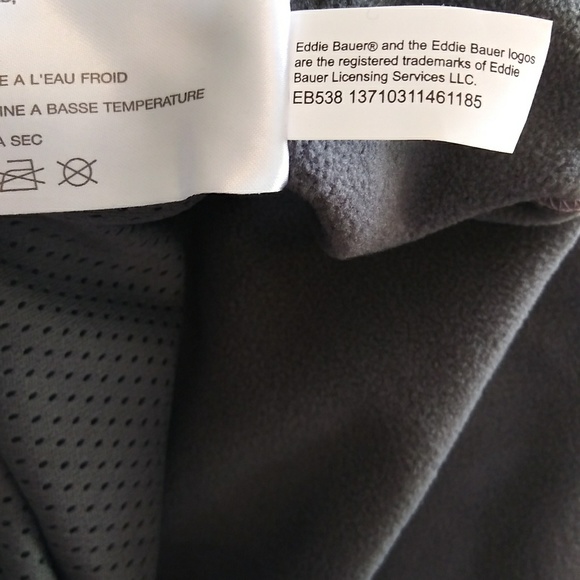 E A L'EAU FROID
INE A BASSE TEMPERATURE
A SEC
Eddie Bauer® and the Eddie Bauer logos
are the registered trademarks of Eddie
Bauer Licensing Services LLC.
EB538 13710311461185